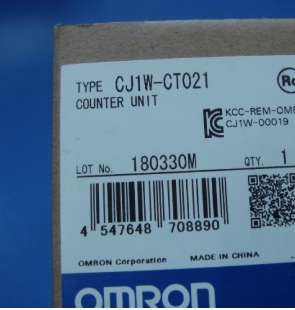 TYPE CJ1W-CT021
COUNTER UNIT
KCC-REM-OM
CJ1W-00019
LOT No. 180330M
QTY. 1
4 547648 708890
OMRON Corporation MADE IN CHINA
OMRON